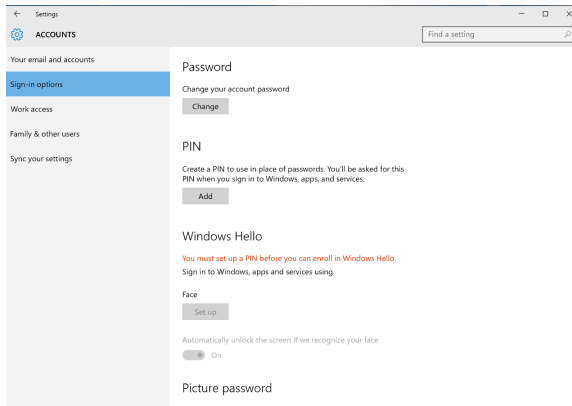 Settings
ACCOUNTS
Find a setting
Your email and accounts
Sign-in options
Work access
Family & other users
Sync your settings
Password
Change your account password
Change
PIN
Create a PIN to use in place of passwords. You'll be asked for this
PIN when you sign in to Windows, apps, and services.
Add
Windows Hello
You must set up a PIN before you can enroll in Windows Hello.
Sign in to Windows, apps and services using
Face
Set up
Automatically unlock the screen if we recognize your face
On
Picture password